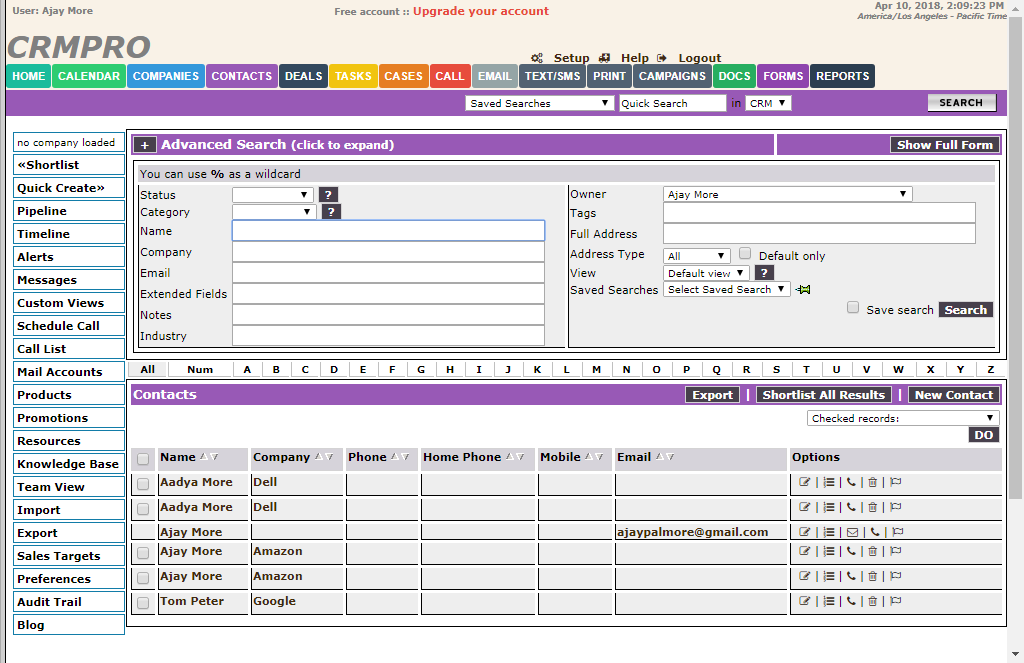 User: Ajay More
Free account :: Upgrade your account
Apr 10, 2018, 2:09:23 PM
America/Los Angeles - Pacific Time
CRMPRO
Setup Help Logout
HOME CALENDAR COMPANIES CONTACTS DEALS TASKS CASES CALL EMAIL TEXT/SMS PRINT CAMPAIGNS DOCS FORMS REPORTS
Saved Searches Quick Search in CRM SEARCH
no company loaded
«Shortlist
Quick Create»
Pipeline
Timeline
Alerts
Messages
Custom Views
Schedule Call
Call List
Mail Accounts
Products
Promotions
Resources
Knowledge Base
Team View
Import
Export
Sales Targets
Preferences
Audit Trail
Blog
+ Advanced Search (click to expand) Show Full Form
You can use % as a wildcard
Status ?
Category ?
Name
Company
Email
Extended Fields
Notes
Industry
Owner Ajay More
Tags
Full Address
Address Type All Default only
View Default view ?
Saved Searches Select Saved Search
Save search Search
All Num A B C D E F G H I J K L M N O P Q R S T U V W X Y Z
Contacts Export | Shortlist All Results | New Contact
Checked records:
DO
Name Company Phone Home Phone Mobile Email Options
Aadya More Dell | | | |
Aadya More Dell | | | |
Ajay More ajaypalmore@gmail.com | | | |
Ajay More Amazon | | | |
Ajay More Amazon | | | |
Tom Peter Google | | | |